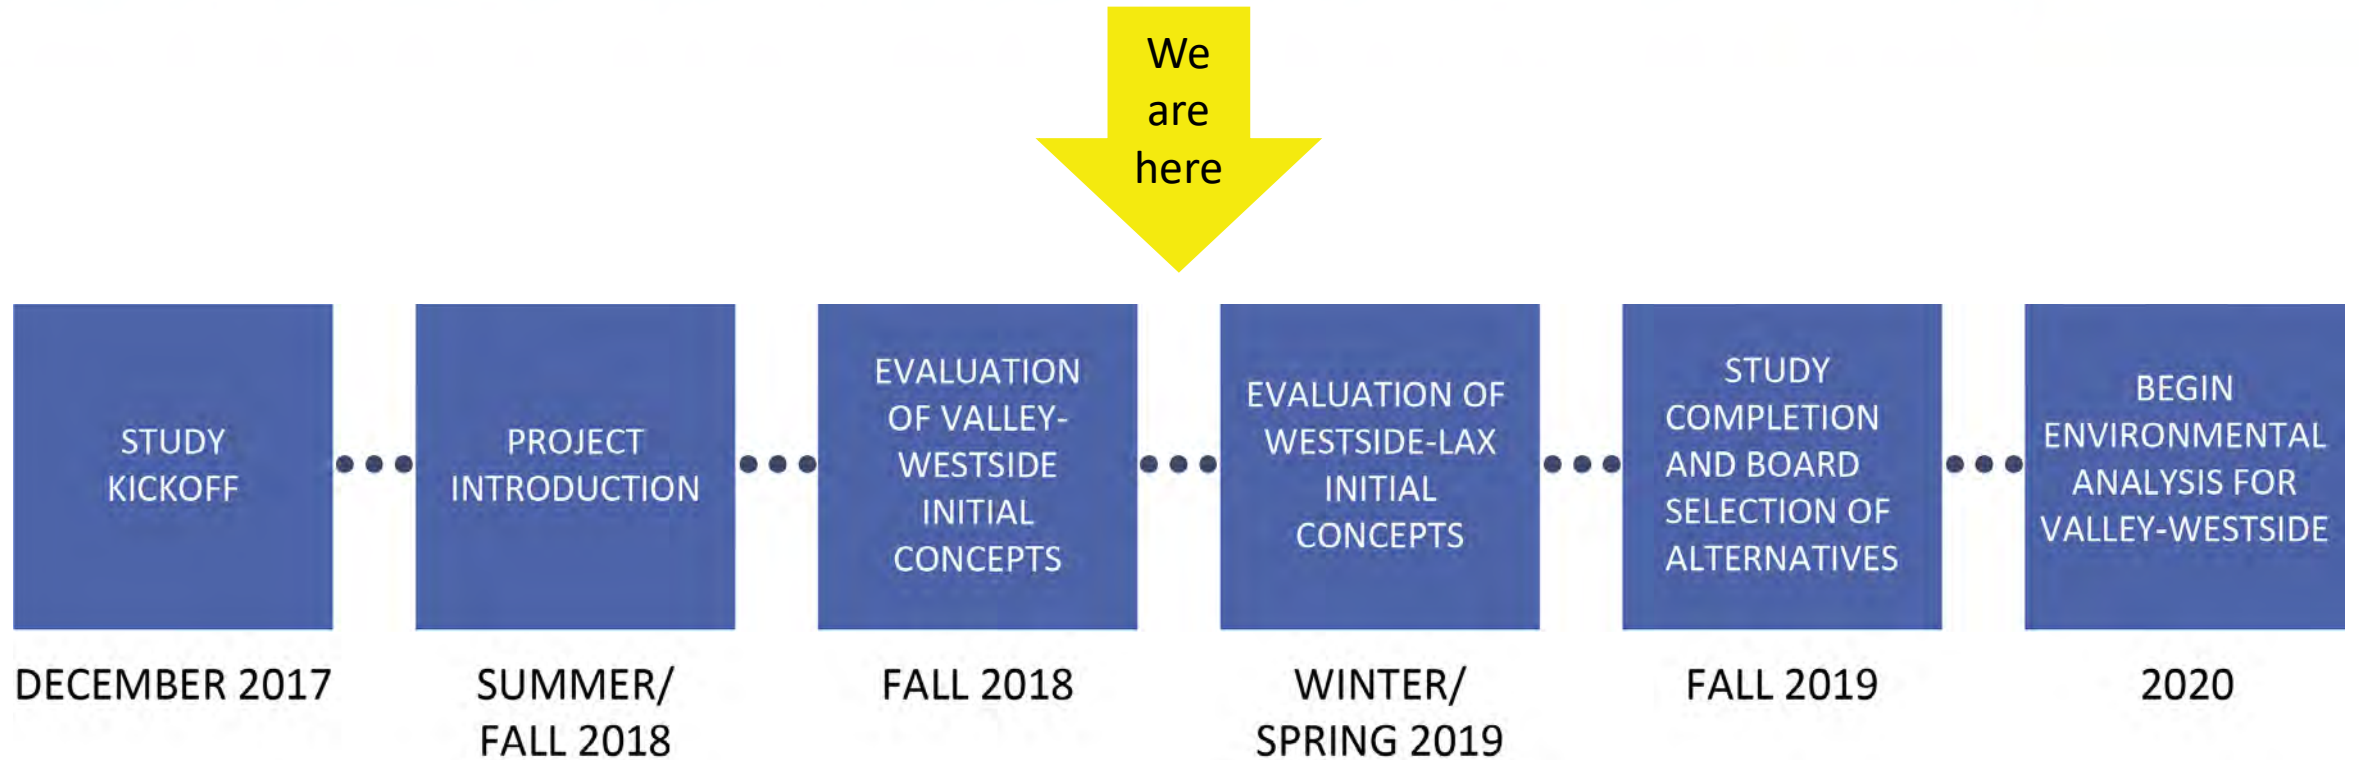 We
are
here
STUDY
KICKOFF
PROJECT
INTRODUCTION
EVALUATION
OF VALLEY-
WESTSIDE
INITIAL
CONCEPTS
EVALUATION OF
WESTSIDE-LAX
INITIAL
CONCEPTS
STUDY
COMPLETION
AND BOARD
SELECTION OF
ALTERNATIVES
BEGIN
ENVIRONMENTAL
ANALYSIS FOR
VALLEY-WESTSIDE
DECEMBER 2017
SUMMER/
FALL 2018
FALL 2018
WINTER/
SPRING 2019
FALL 2019
2020